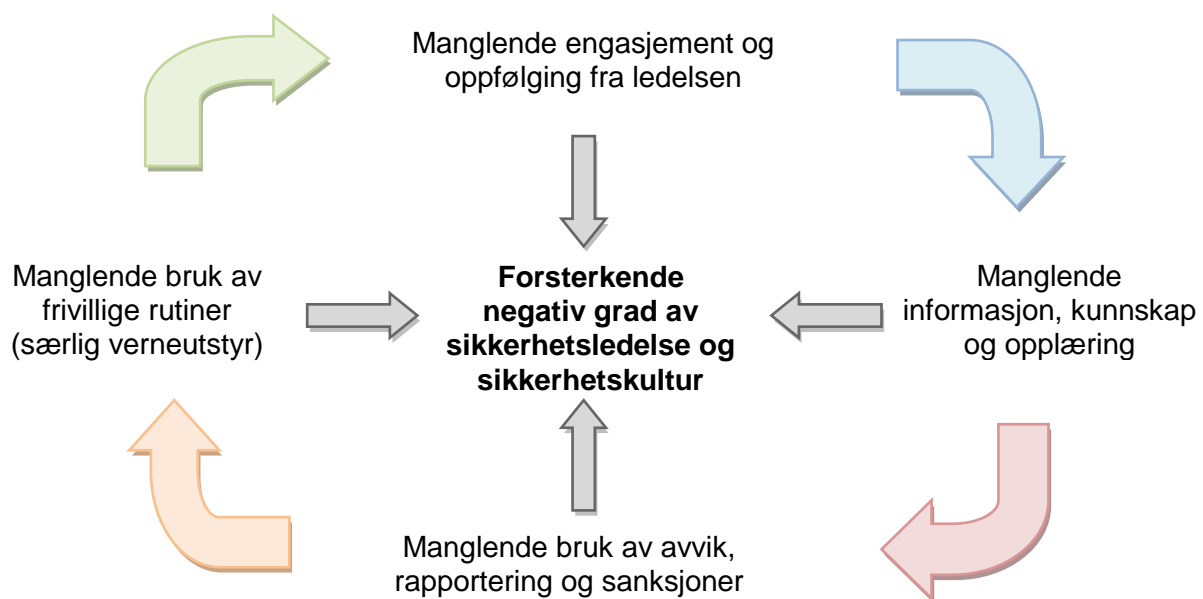 Manglende engasjement og
oppfølging fra ledelsen
Manglende bruk av
frivillige rutiner
(særlig verneutstyr)
Forsterkende
negativ grad av
sikkerhetsledelse og
sikkerhetskultur
Manglende
informasjon, kunnskap
og opplæring
Manglende bruk av avvik,
rapportering og sanksjoner